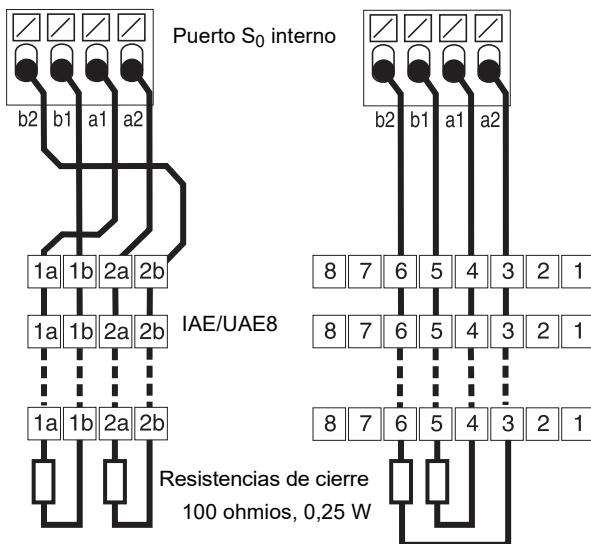 Puerto S0 interno
b2 b1 a1 a2
b2 b1 a1 a2
1a 1b 2a 2b
8 7 6 5 4 3 2 1
1a 1b 2a 2b
IAE/UAE8
8 7 6 5 4 3 2 1
1a 1b 2a 2b
8 7 6 5 4 3 2 1
Resistencias de cierre
100 ohmios, 0,25 W